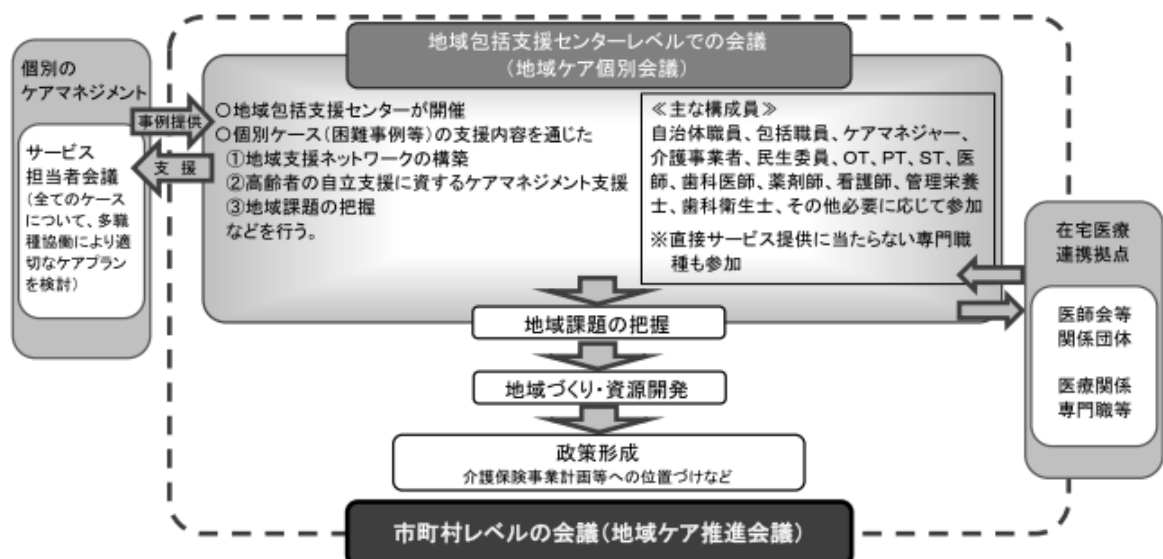 地域包括支援センターレベルでの会議
(地域ケア個別会議)
個別の
ケアマネジメント
事例提供
支 援
サービス
担当者会議
(全てのケース
について、多職
種協働により適
切なケアプラン
を検討)
○地域包括支援センターが開催
○個別ケース(困難事例等)の支援内容を通じた
①地域支援ネットワークの構築
②高齢者の自立支援に資するケアマネジメント支援
③地域課題の把握
などを行う。
≪主な構成員≫
自治体職員、包括職員、ケアマネジャー、
介護事業者、民生委員、OT、PT、ST、医
師、歯科医師、薬剤師、看護師、管理栄養
士、歯科衛生士、その他必要に応じて参加
※直接サービス提供に当たらない専門職
種も参加
在宅医療
連携拠点
医師会等
関係団体
医療関係
専門職等
地域課題の把握
地域づくり・資源開発
政策形成
介護保険事業計画等への位置づけなど
市町村レベルの会議(地域ケア推進会議)